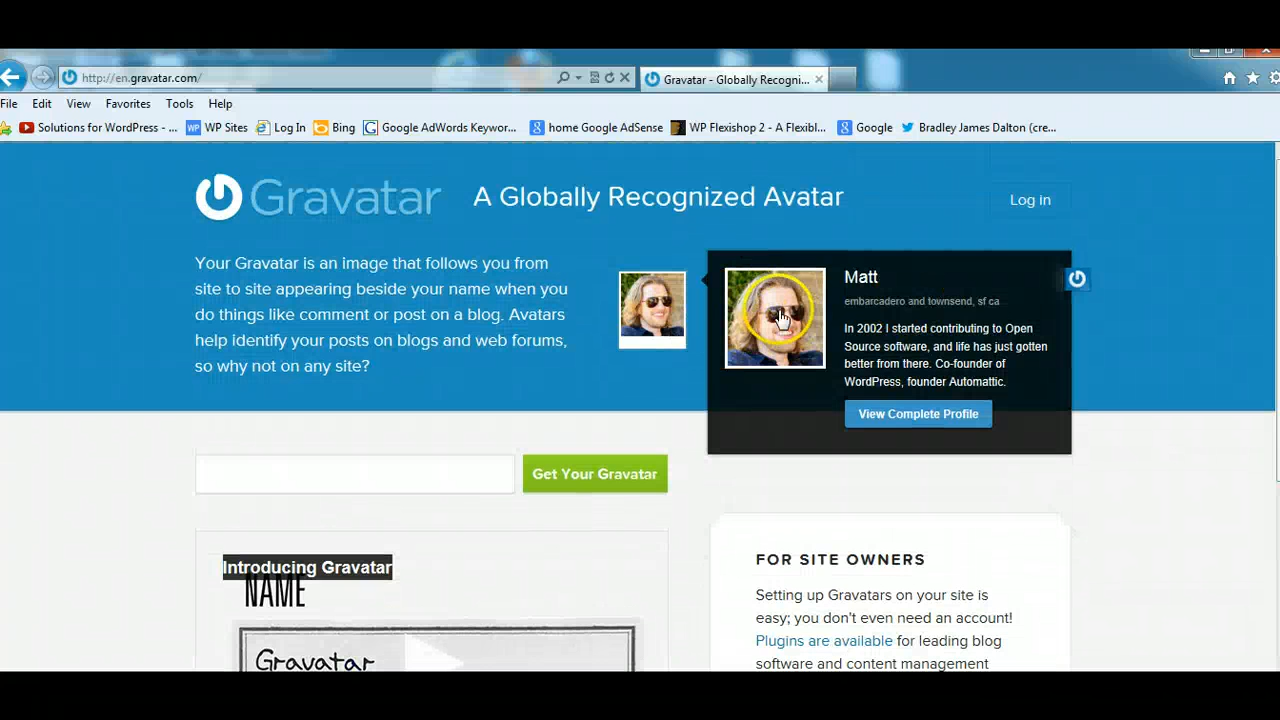 http://en.gravatar.com/
Gravatar - Globally Recogni...
File Edit View Favorites Tools Help
Solutions for WordPress - ... WP Sites Log In Bing Google AdWords Keywor... home Google AdSense WP Flexishop 2 - A Flexibl... Google Bradley James Dalton (cre...
Gravatar
A Globally Recognized Avatar
Log In
Your Gravatar is an image that follows you from
site to site appearing beside your name when you
do things like comment or post on a blog. Avatars
help identify your posts on blogs and web forums,
so why not on any site?
Matt
embarcadero and townsend, sf ca
In 2002 I started contributing to Open
Source software, and life has just gotten
better from there. Co-founder of
WordPress, founder Automattic.
View Complete Profile
Get Your Gravatar
Introducing Gravatar
NAME
Gravatar
FOR SITE OWNERS
Setting up Gravatars on your site is
easy; you don't even need an account!
Plugins are available for leading blog
software and content management